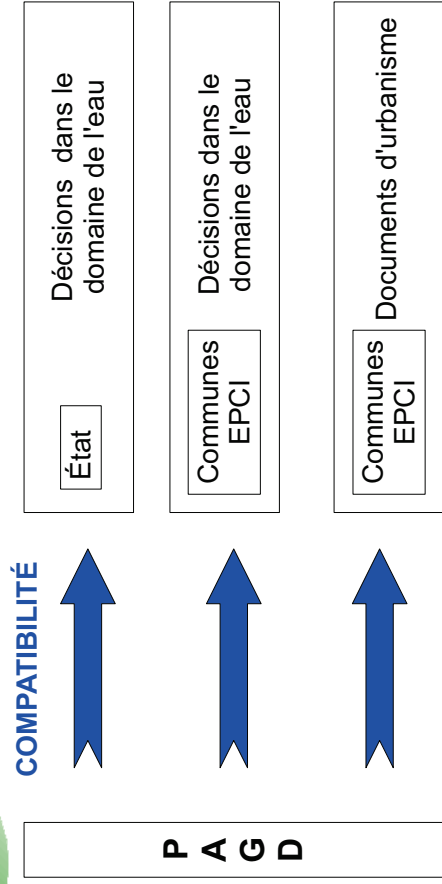 COMPATIBILITÉ
P
A
G
D
État
Décisions dans le
domaine de l'eau
Communes
EPCI
Décisions dans le
domaine de l'eau
Communes
EPCI
Documents d'urbanisme